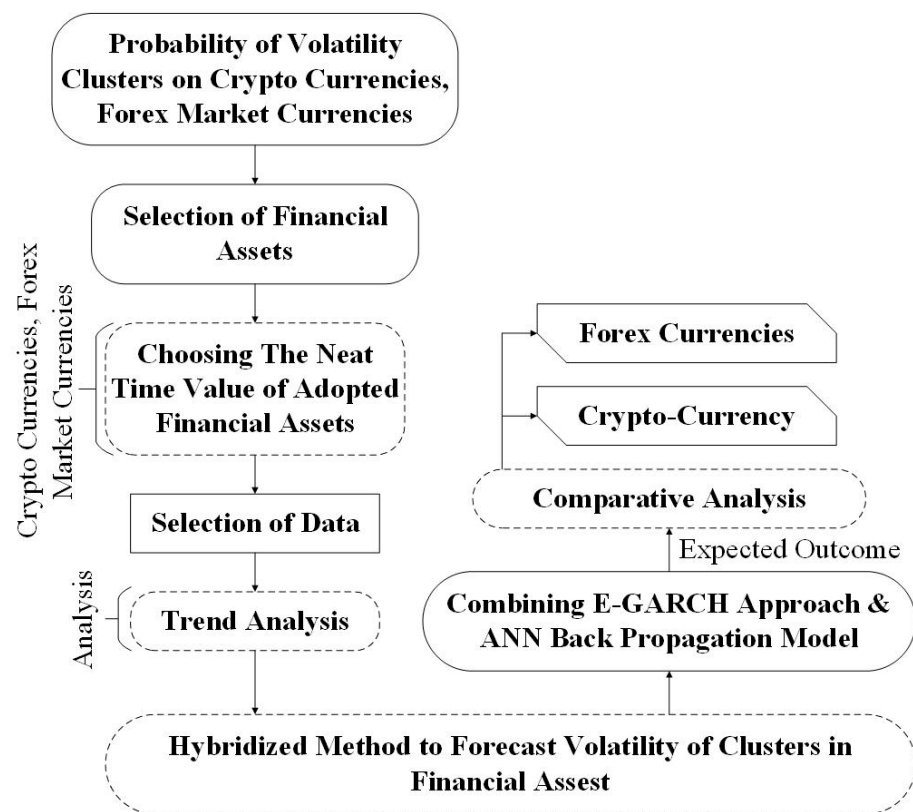 Probability of Volatility
Clusters on Crypto Currencies,
Forex Market Currencies
Selection of Financial
Assets
Crypto Currencies, Forex
Market Currencies
Choosing The Neat
Time Value of Adopted
Financial Assets
Selection of Data
Analysis
Trend Analysis
Hybridized Method to Forecast Volatility of Clusters in
Financial Assest
Combining E-GARCH Approach &
ANN Back Propagation Model
Expected Outcome
Comparative Analysis
Crypto-Currency
Forex Currencies